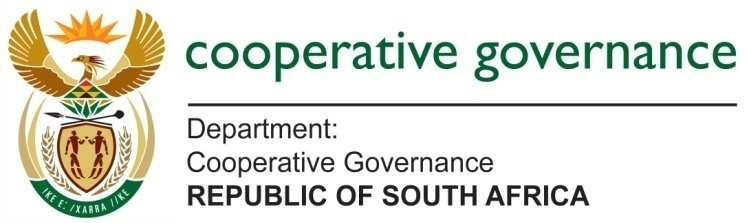 cooperative governance
Department:
Cooperative Governance
REPUBLIC OF SOUTH AFRICA
!KE E: /XARRA //KE